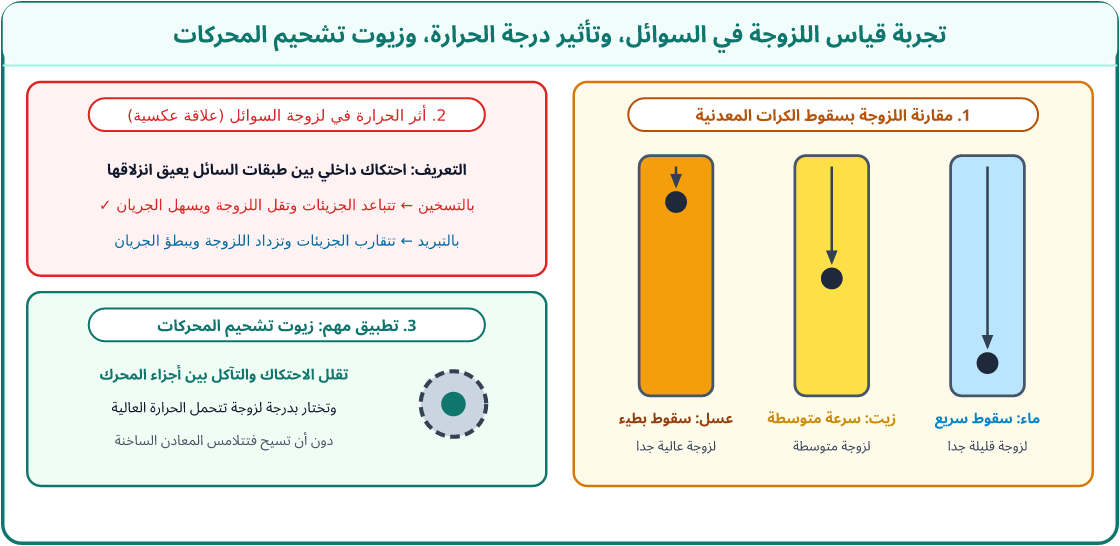 تجربة قياس اللزوجة في السوائل، وتأثير درجة الحرارة، وزيوت تشحيم المحركات
1. مقارنة اللزوجة بسقوط الكرات المعدنية
ماء: سقوط سريع
لزوجة قليلة جدا
زيت: سرعة متوسطة
لزوجة متوسطة
عسل: سقوط بطيء
لزوجة عالية جدا
2. أثر الحرارة في لزوجة السوائل (علاقة عكسية)
التعريف: احتكاك داخلي بين طبقات السائل يعيق انزلاقها
بالتسخين ← تتباعد الجزيئات وتقل اللزوجة ويسهل الجريان ✓
بالتبريد ← تتقارب الجزيئات وتزداد اللزوجة ويبطؤ الجريان
3. تطبيق مهم: زيوت تشحيم المحركات
تقلل الاحتكاك والتآكل بين أجزاء المحرك
وتختار بدرجة لزوجة تتحمل الحرارة العالية
دون أن تسيح فتتلامس المعادن الساخنة